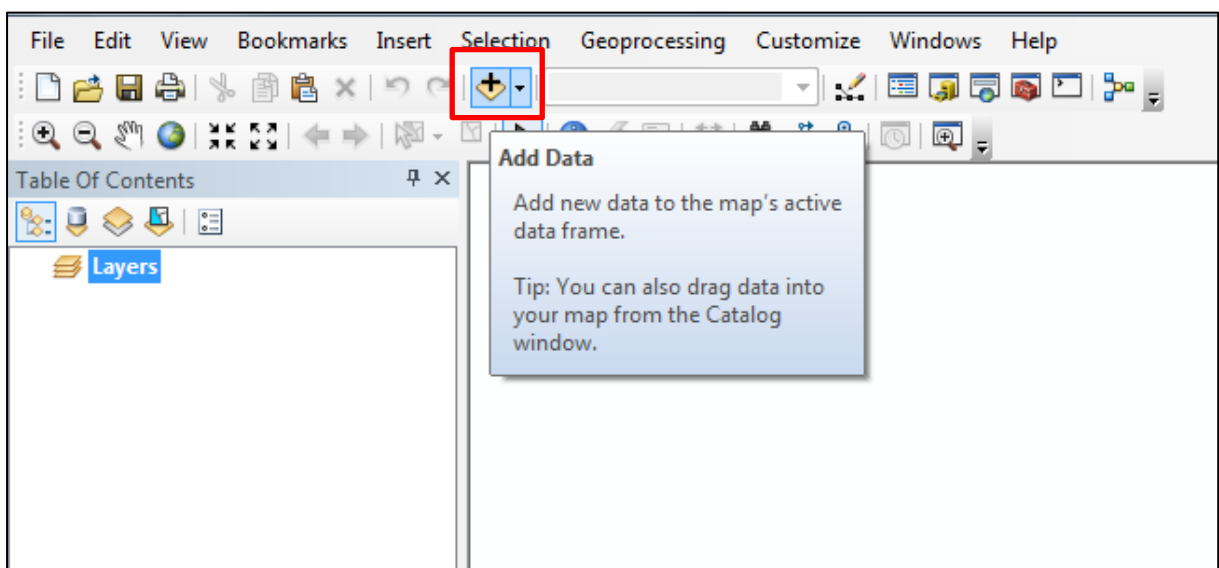 File Edit View Bookmarks Insert Selection Geoprocessing Customize Windows Help
Table Of Contents
Layers
Add Data
Add new data to the map's active
data frame.
Tip: You can also drag data into
your map from the Catalog
window.